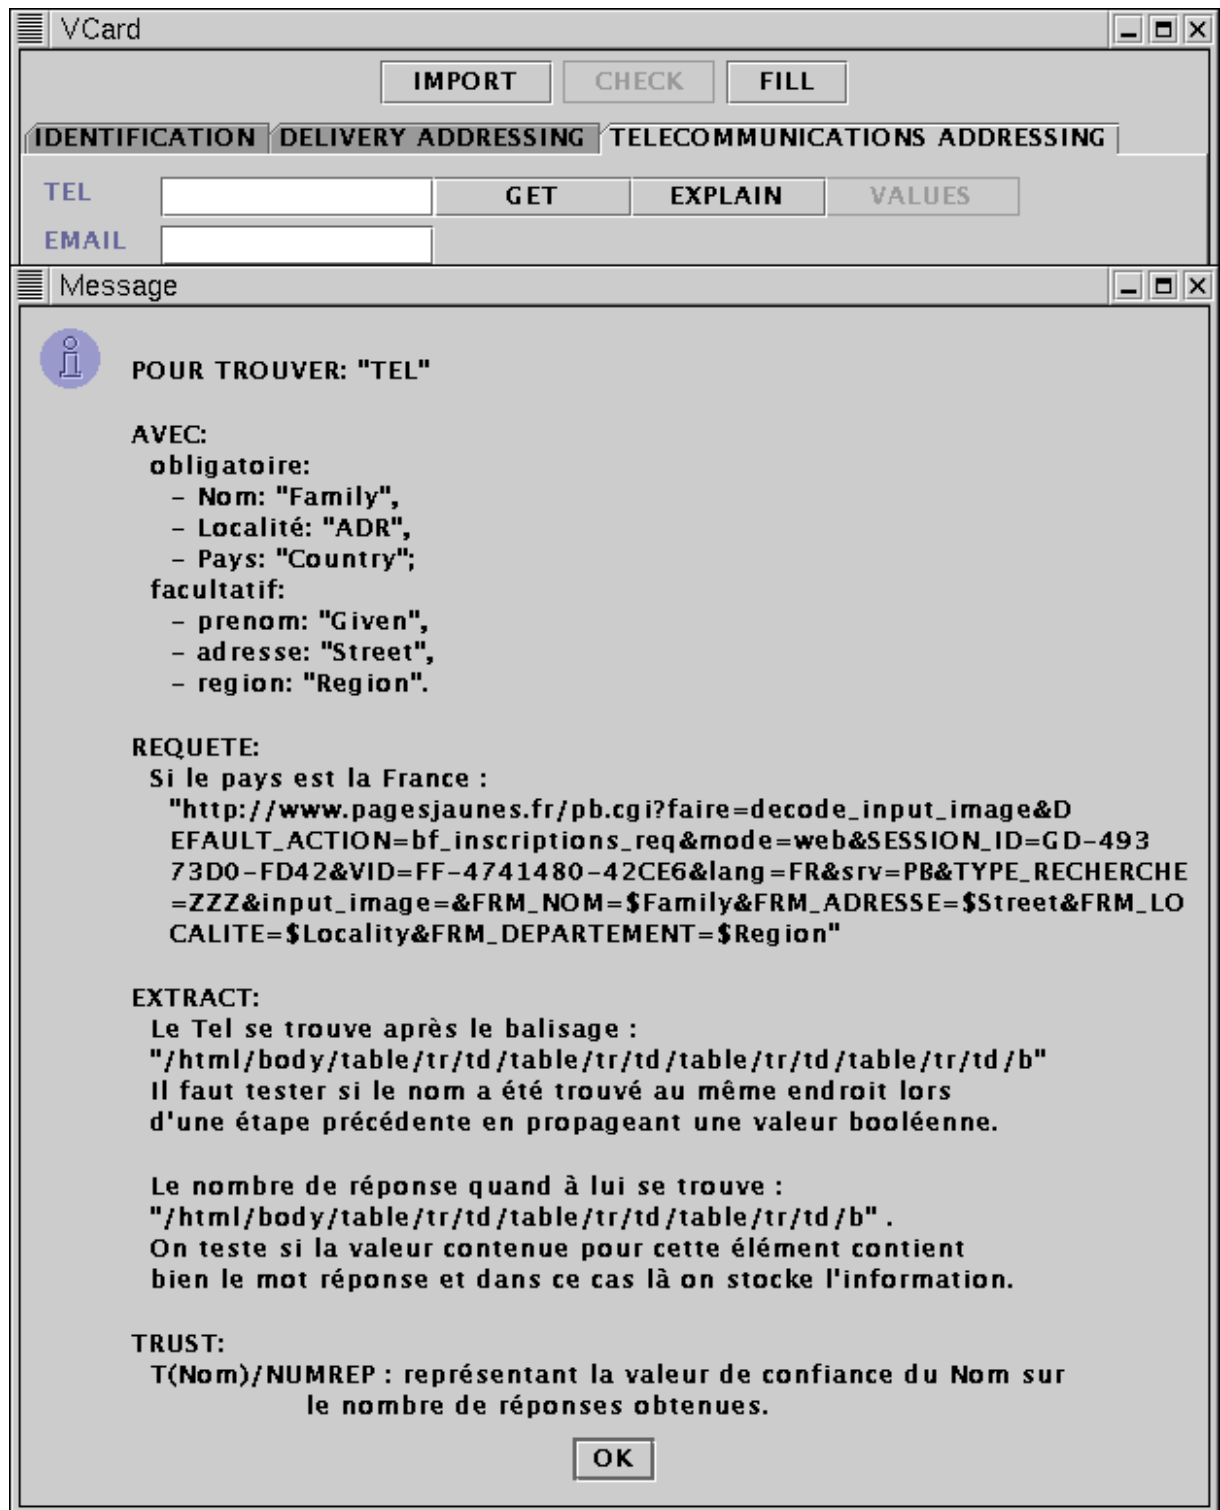 VCard
IMPORT CHECK FILL
IDENTIFICATION DELIVERY ADDRESSING TELECOMMUNICATIONS ADDRESSING
TEL GET EXPLAIN VALUES
EMAIL
Message
POUR TROUVER: "TEL"
AVEC:
obligatoire:
- Nom: "Family",
- Localité: "ADR",
- Pays: "Country";
facultatif:
- prenom: "Given",
- adresse: "Street",
- region: "Region".
REQUETE:
Si le pays est la France :
"http://www.pagesjaunes.fr/pb.cgi?faire=decode_input_image&D
EFAULT_ACTION=bf_inscriptions_req&mode=web&SESSION_ID=GD-493
73D0-FD42&VID=FF-4741480-42CE6&lang=FR&srv=PB&TYPE_RECHERCHE
=ZZZ&input_image=&FRM_NOM=$Family&FRM_ADRESSE=$Street&FRM_LO
CALITE=$Locality&FRM_DEPARTEMENT=$Region"
EXTRACT:
Le Tel se trouve après le balisage :
"/html/body/table/tr/td/table/tr/td/table/tr/td/table/tr/td/b"
Il faut tester si le nom a été trouvé au même endroit lors
d'une étape précédente en propageant une valeur booléenne.
Le nombre de réponse quand à lui se trouve :
"/html/body/table/tr/td/table/tr/td/table/tr/td/b" .
On teste si la valeur contenue pour cette élément contient
bien le mot réponse et dans ce cas là on stocke l'information.
TRUST:
T(Nom)/NUMREP : représentant la valeur de confiance du Nom sur
le nombre de réponses obtenues.
OK